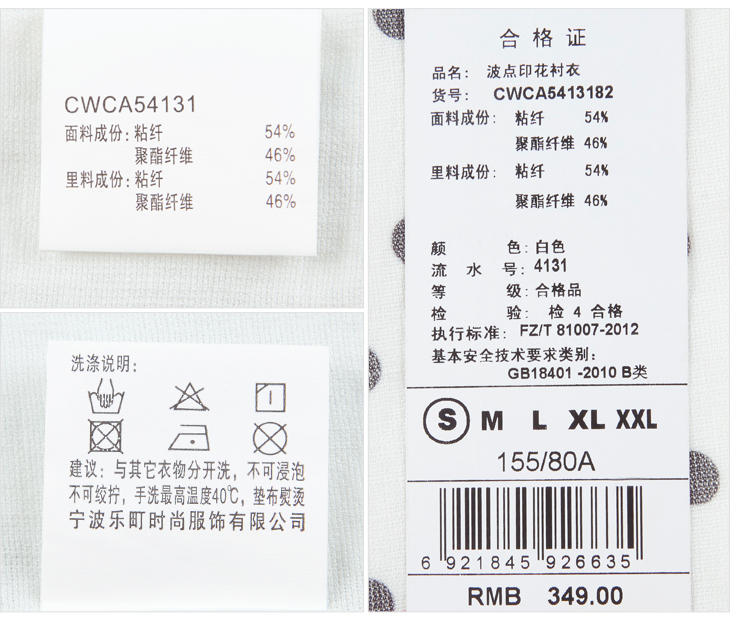 CWCA54131
面料成份: 粘纤 54%
聚酯纤维 46%
里料成份: 粘纤 54%
聚酯纤维 46%
洗涤说明:
建议: 与其它衣物分开洗, 不可浸泡
不可绞拧, 手洗最高温度40℃, 垫布熨烫
宁波乐町时尚服饰有限公司
合格证
品名: 波点印花衬衣
货号: CWCA5413182
面料成份: 粘纤 54%
聚酯纤维 46%
里料成份: 粘纤 54%
聚酯纤维 46%
颜色: 白色
流水号: 4131
等级: 合格品
检验: 检 4 合格
执行标准: FZ/T 81007-2012
基本安全技术要求类别:
GB18401 -2010 B类
S M L XL XXL
155/80A
6 921845 926635
RMB 349.00